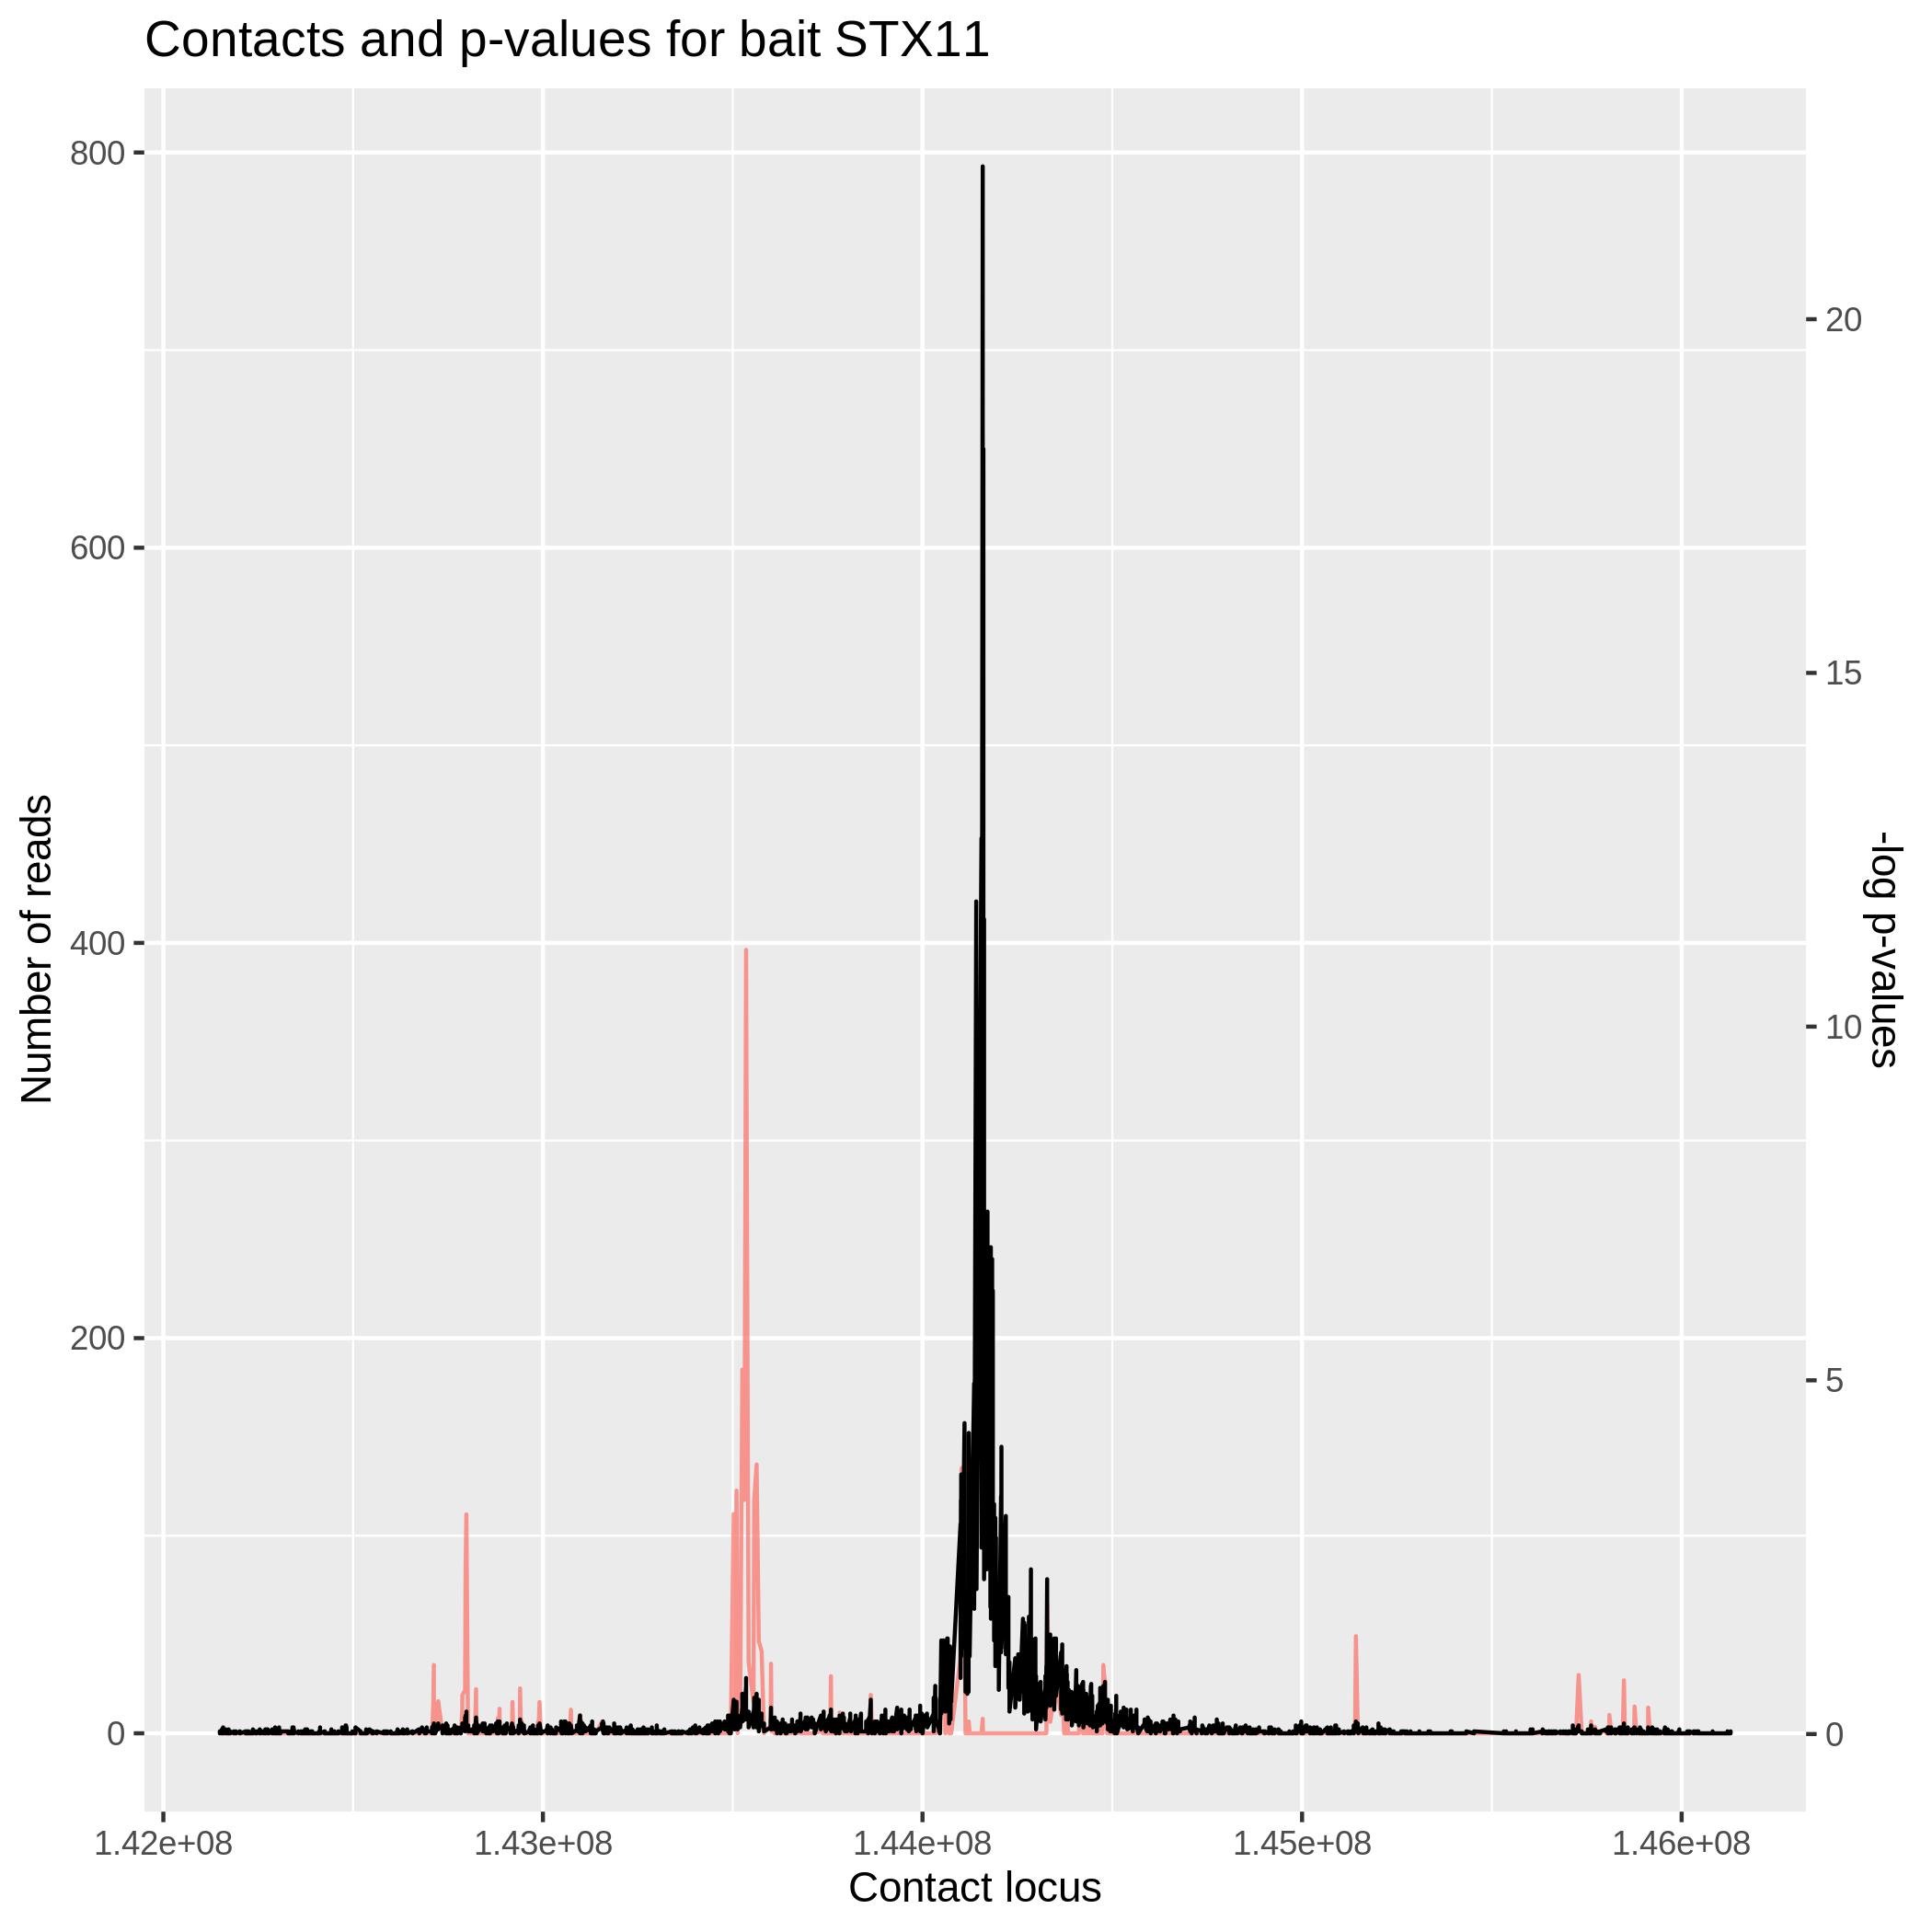 Contacts and p-values for bait STX11
800
600
400
200
0
Number of reads
20
15
10
5
0
-log p-values
1.42e+08 1.43e+08 1.44e+08 1.45e+08 1.46e+08
Contact locus